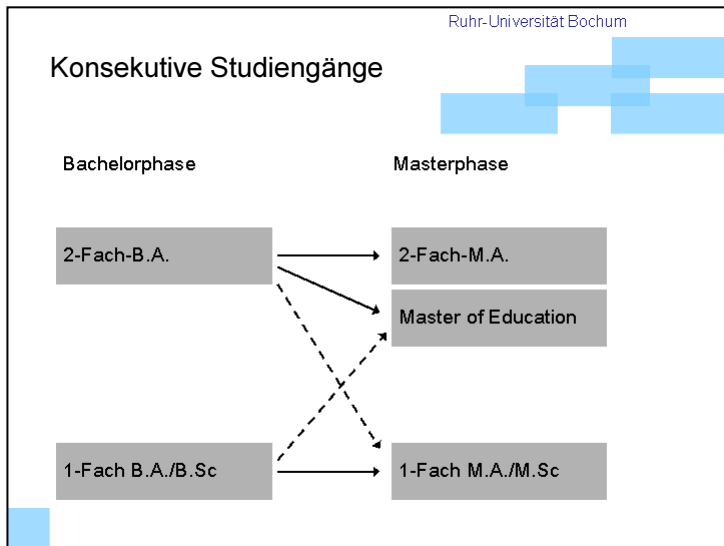 Ruhr-Universität Bochum
Konsekutive Studiengänge
Bachelorphase
Masterphase
2-Fach-B.A.
2-Fach-M.A.
Master of Education
1-Fach B.A./B.Sc
1-Fach M.A./M.Sc